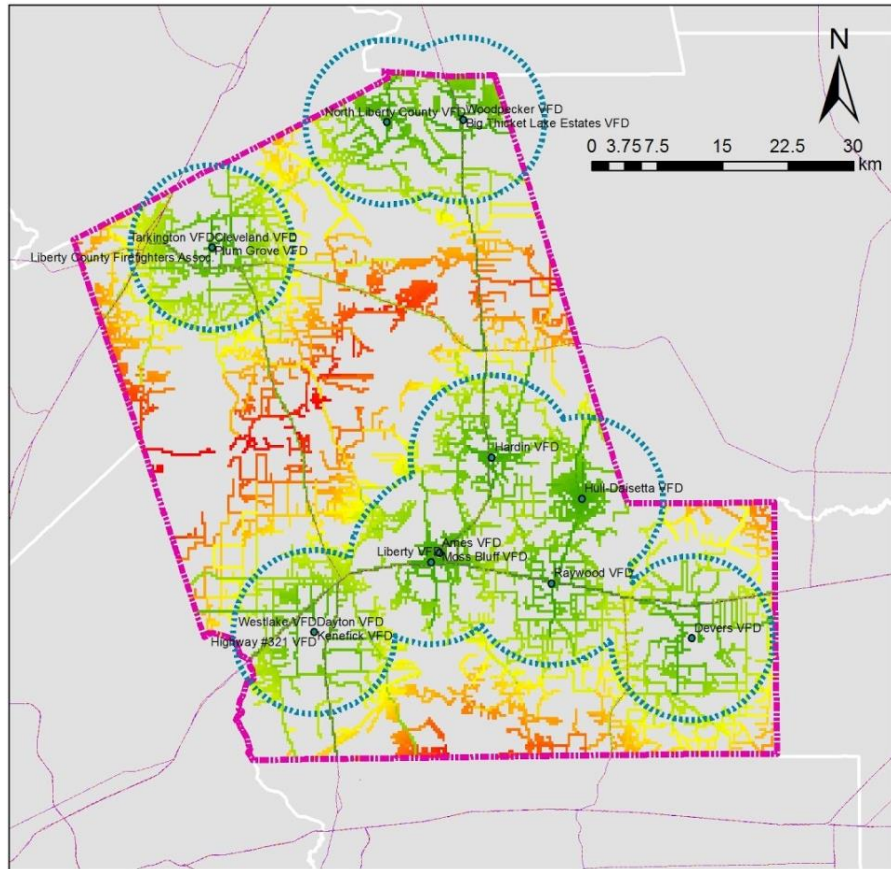 N
0 3.75 7.5 15 22.5 30
km
North Liberty County VFD
Woodpecker VFD
Big Thicket Lake Estates VFD
Tarkington VFD
Cleveland VFD
Plum Grove VFD
Liberty County Firefighters Assoc.
Hardin VFD
Hull-Daisetta VFD
Ames VFD
Liberty VFD
Moss Bluff VFD
Raywood VFD
Westlake VFD
Dayton VFD
Kenefick VFD
Highway #321 VFD
Devers VFD